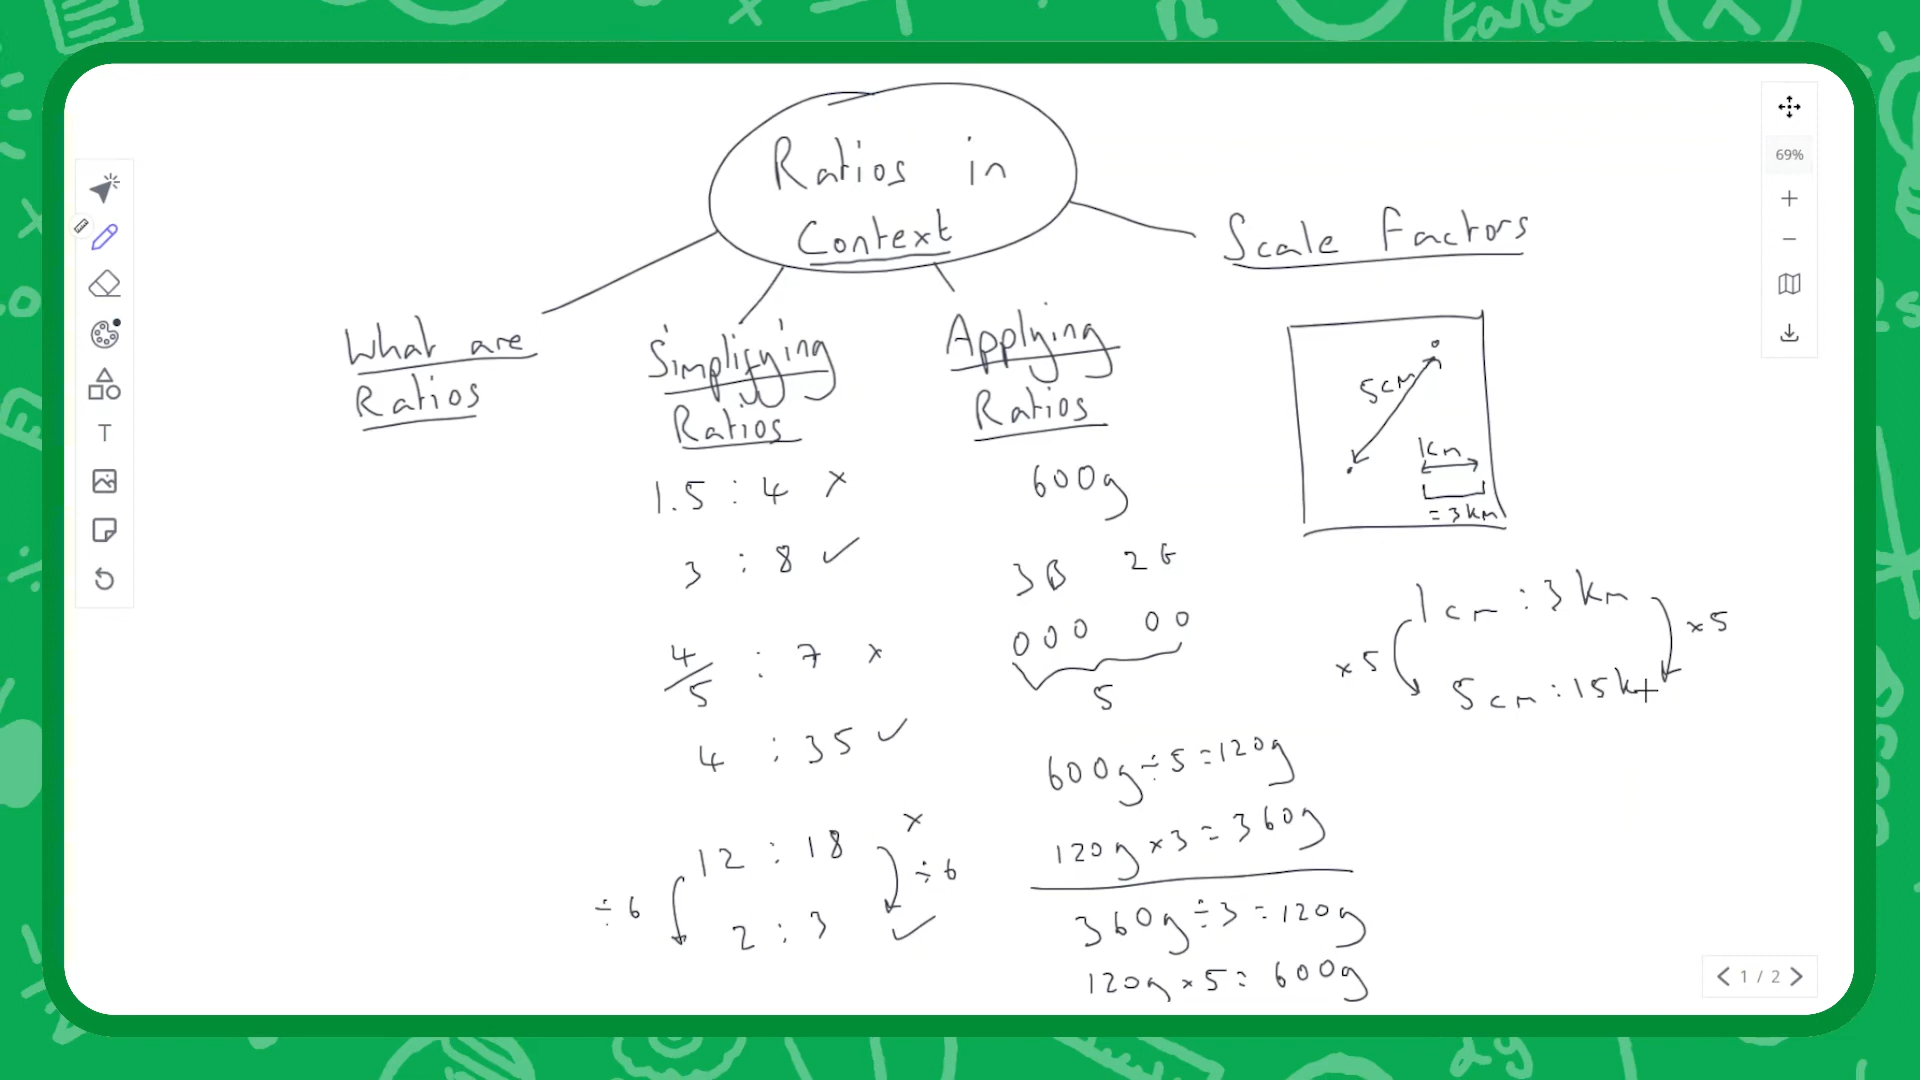 Ratios in
Context
What are
Ratios
Simplifying
Ratios
1.5 : 4 ×
3 : 8 ✓
4/5 : 7 ×
4 : 35 ✓
12 : 18 ×
÷6 ÷6
2 : 3 ✓
Applying
Ratios
600g
3B 2G
000 00
5
600g÷5=120g
120g×3=360g
360g÷3=120g
120g×5=600g
Scale Factors
5cm
1cm
=3km
1cm:3km
×5 ×5
5cm:15km
T
69%
1 / 2